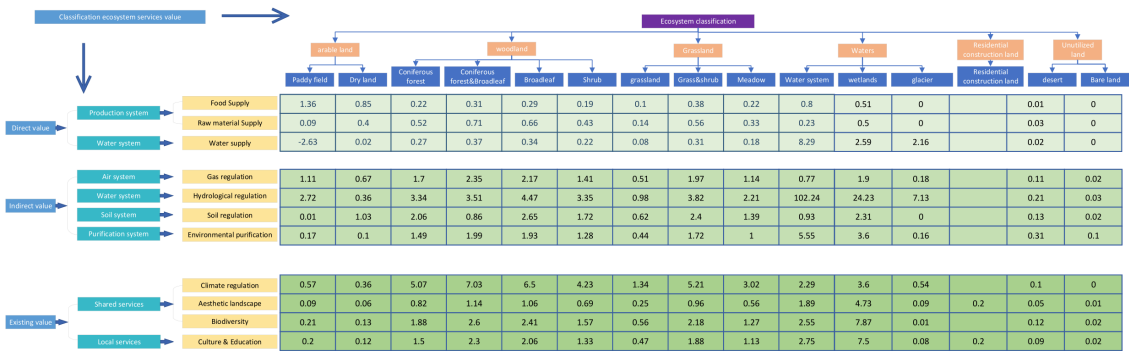 Classification ecosystem services value
Ecosystem classification
arable land woodland Grassland Waters Residential construction land Unutilized land
Paddy field Dry land Coniferous forest Coniferous forest&Broadleaf Broadleaf Shrub grassland Grass&shrub Meadow Water system wetlands glacier Residential construction land desert Bare land
Direct value
Production system
Food Supply 1.36 0.85 0.22 0.31 0.29 0.19 0.1 0.38 0.22 0.8 0.51 0 0.01 0
Raw material Supply 0.09 0.4 0.52 0.71 0.66 0.43 0.14 0.56 0.33 0.23 0.5 0 0.03 0
Water system Water supply -2.63 0.02 0.27 0.37 0.34 0.22 0.08 0.31 0.18 8.29 2.59 2.16 0.02 0
Indirect value
Air system Gas regulation 1.11 0.67 1.7 2.35 2.17 1.41 0.51 1.97 1.14 0.77 1.9 0.18 0.11 0.02
Water system Hydrological regulation 2.72 0.36 3.34 3.51 4.47 3.35 0.98 3.82 2.21 102.24 24.23 7.13 0.21 0.03
Soil system Soil regulation 0.01 1.03 2.06 0.86 2.65 1.72 0.62 2.4 1.39 0.93 2.31 0 0.13 0.02
Purification system Environmental purification 0.17 0.1 1.49 1.99 1.93 1.28 0.44 1.72 1 5.55 3.6 0.16 0.31 0.1
Existing value
Shared services
Climate regulation 0.57 0.36 5.07 7.03 6.5 4.23 1.34 5.21 3.02 2.29 3.6 0.54 0.1 0
Aesthetic landscape 0.09 0.06 0.82 1.14 1.06 0.69 0.25 0.96 0.56 1.89 4.73 0.09 0.2 0.05 0.01
Biodiversity 0.21 0.13 1.88 2.6 2.41 1.57 0.56 2.18 1.27 2.55 7.87 0.01 0.12 0.02
Local services Culture & Education 0.2 0.12 1.5 2.3 2.06 1.33 0.47 1.88 1.13 2.75 7.5 0.08 0.2 0.09 0.02